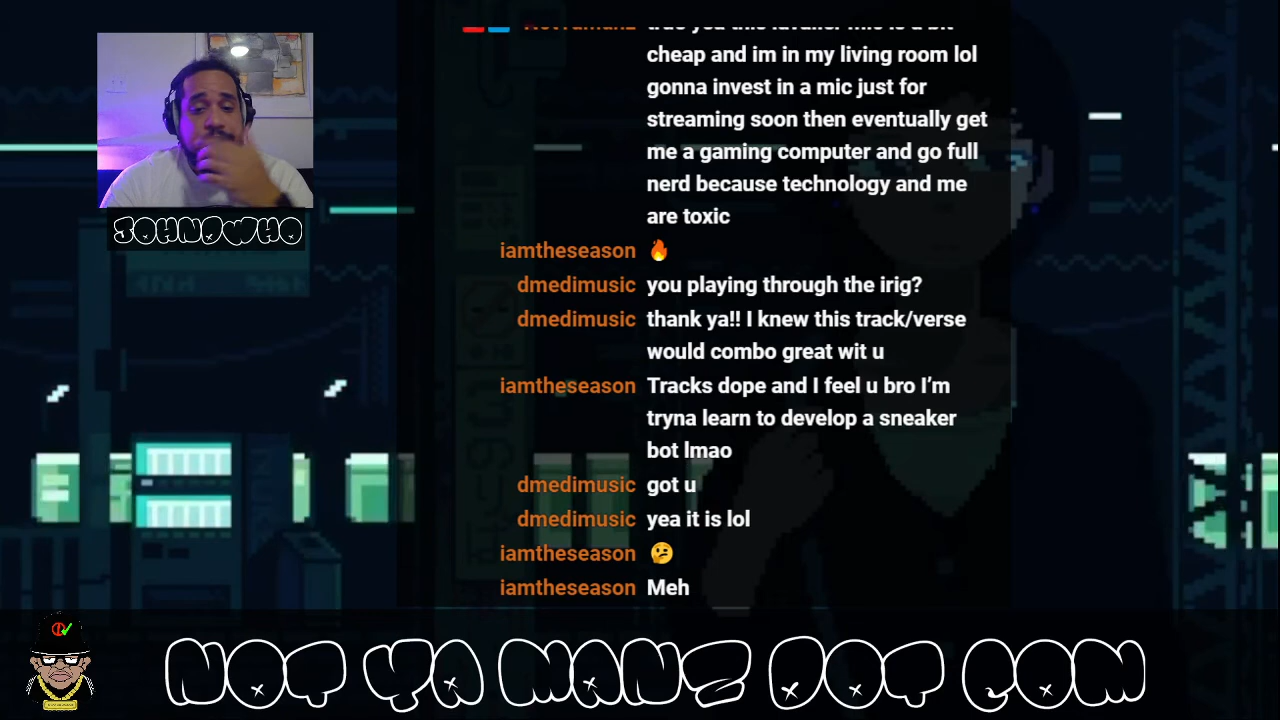 JOHN0WHO
cheap and im in my living room lol
gonna invest in a mic just for
streaming soon then eventually get
me a gaming computer and go full
nerd because technology and me
are toxic
iamtheseason 🔥
dmedimusic you playing through the irig?
dmedimusic thank ya!! I knew this track/verse
would combo great wit u
iamtheseason Tracks dope and I feel u bro I’m
tryna learn to develop a sneaker
bot lmao
dmedimusic got u
dmedimusic yea it is lol
iamtheseason 🤔
iamtheseason Meh
NOT YA MANZ DOT COM